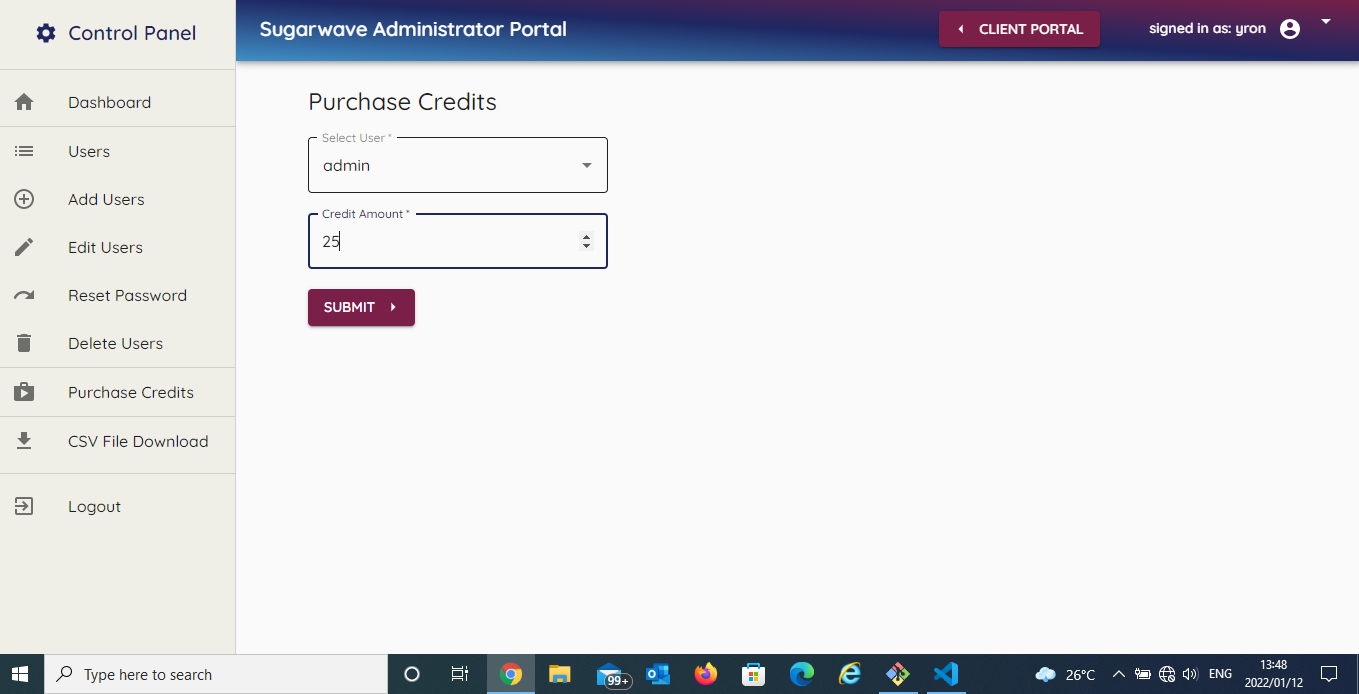 Control Panel
Sugarwave Administrator Portal
CLIENT PORTAL
signed in as: yron
Dashboard
Users
Add Users
Edit Users
Reset Password
Delete Users
Purchase Credits
CSV File Download
Logout
Purchase Credits
Select User *
admin
Credit Amount *
25
SUBMIT
Type here to search
99+
26°C
ENG
13:48
2022/01/12